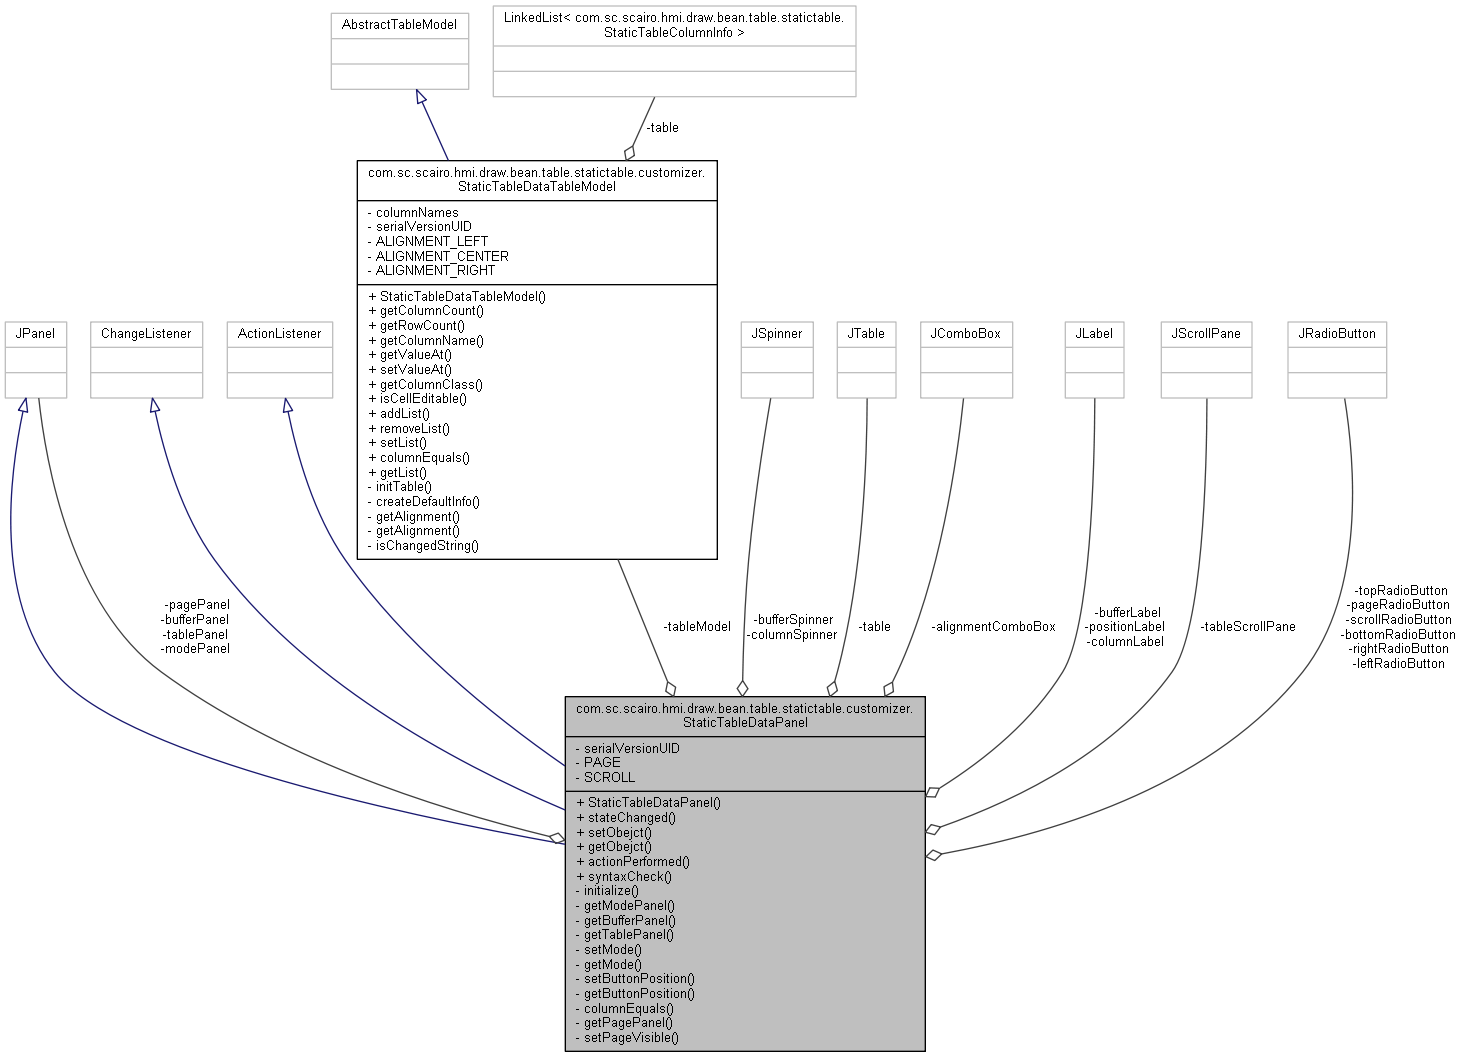 AbstractTableModel
LinkedList< com.sc.scairo.hmi.draw.bean.table.statictable.
StaticTableColumnInfo >
-table
com.sc.scairo.hmi.draw.bean.table.statictable.customizer.
StaticTableDataTableModel
- columnNames
- serialVersionUID
- ALIGNMENT_LEFT
- ALIGNMENT_CENTER
- ALIGNMENT_RIGHT
+ StaticTableDataTableModel()
+ getColumnCount()
+ getRowCount()
+ getColumnName()
+ getValueAt()
+ setValueAt()
+ getColumnClass()
+ isCellEditable()
+ addList()
+ removeList()
+ setList()
+ columnEquals()
+ getList()
- initTable()
- createDefaultInfo()
- getAlignment()
- getAlignment()
- isChangedString()
JPanel
ChangeListener
ActionListener
JSpinner
JTable
JComboBox
JLabel
JScrollPane
JRadioButton
-pagePanel
-bufferPanel
-tablePanel
-modePanel
-tableModel
-bufferSpinner
-columnSpinner
-table
-alignmentComboBox
-bufferLabel
-positionLabel
-columnLabel
-tableScrollPane
-topRadioButton
-pageRadioButton
-scrollRadioButton
-bottomRadioButton
-rightRadioButton
-leftRadioButton
com.sc.scairo.hmi.draw.bean.table.statictable.customizer.
StaticTableDataPanel
- serialVersionUID
- PAGE
- SCROLL
+ StaticTableDataPanel()
+ stateChanged()
+ setObejct()
+ getObejct()
+ actionPerformed()
+ syntaxCheck()
- initialize()
- getModePanel()
- getBufferPanel()
- getTablePanel()
- setMode()
- getMode()
- setButtonPosition()
- getButtonPosition()
- columnEquals()
- getPagePanel()
- setPageVisible()